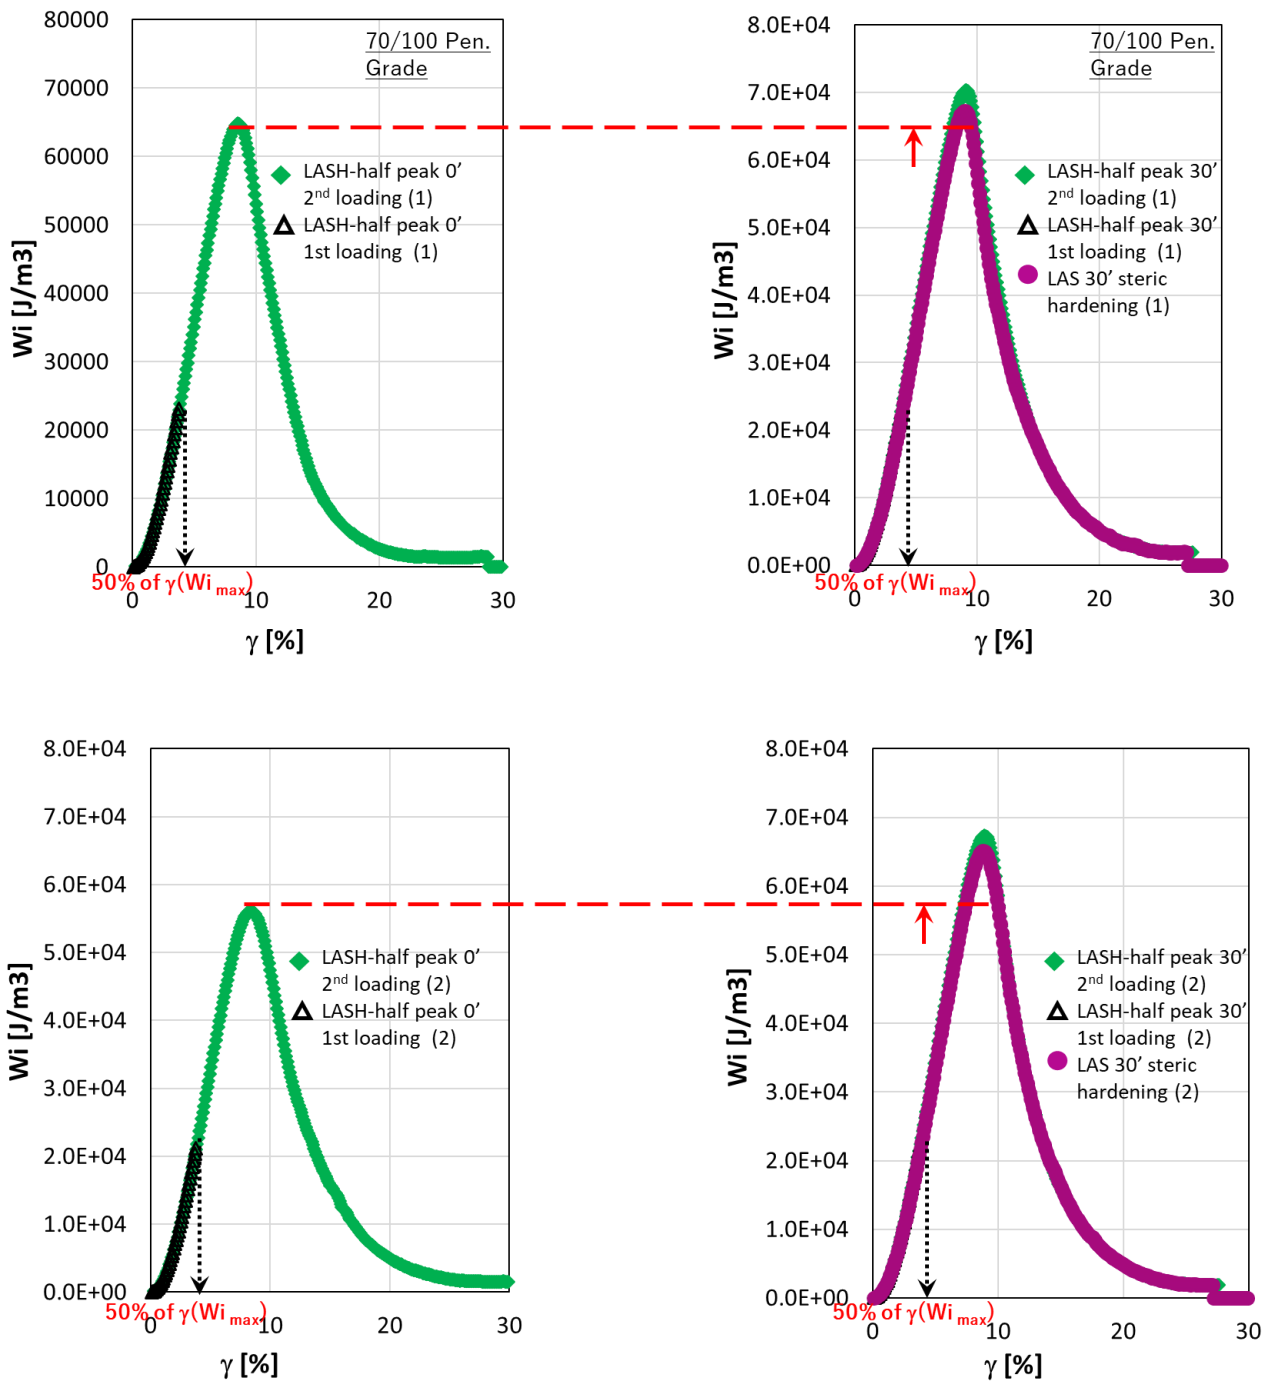 80000
70000
60000
50000
40000
30000
20000
10000
0
Wi [J/m3]
70/100 Pen.
Grade
LASH-half peak 0’
2nd loading (1)
LASH-half peak 0’
1st loading (1)
50% of γ(Wi max)
0 10 20 30
γ [%]
8.0E+04
7.0E+04
6.0E+04
5.0E+04
4.0E+04
3.0E+04
2.0E+04
1.0E+04
0.0E+00
Wi [J/m3]
70/100 Pen.
Grade
LASH-half peak 30’
2nd loading (1)
LASH-half peak 30’
1st loading (1)
LAS 30’ steric
hardening (1)
50% of γ(Wi max)
0 10 20 30
γ [%]
8.0E+04
7.0E+04
6.0E+04
5.0E+04
4.0E+04
3.0E+04
2.0E+04
1.0E+04
0.0E+00
Wi [J/m3]
LASH-half peak 0’
2nd loading (2)
LASH-half peak 0’
1st loading (2)
50% of γ(Wi max)
0 10 20 30
γ [%]
8.0E+04
7.0E+04
6.0E+04
5.0E+04
4.0E+04
3.0E+04
2.0E+04
1.0E+04
0.0E+00
Wi [J/m3]
LASH-half peak 30’
2nd loading (2)
LASH-half peak 30’
1st loading (2)
LAS 30’ steric
hardening (2)
50% of γ(Wi max)
0 10 20 30
γ [%]